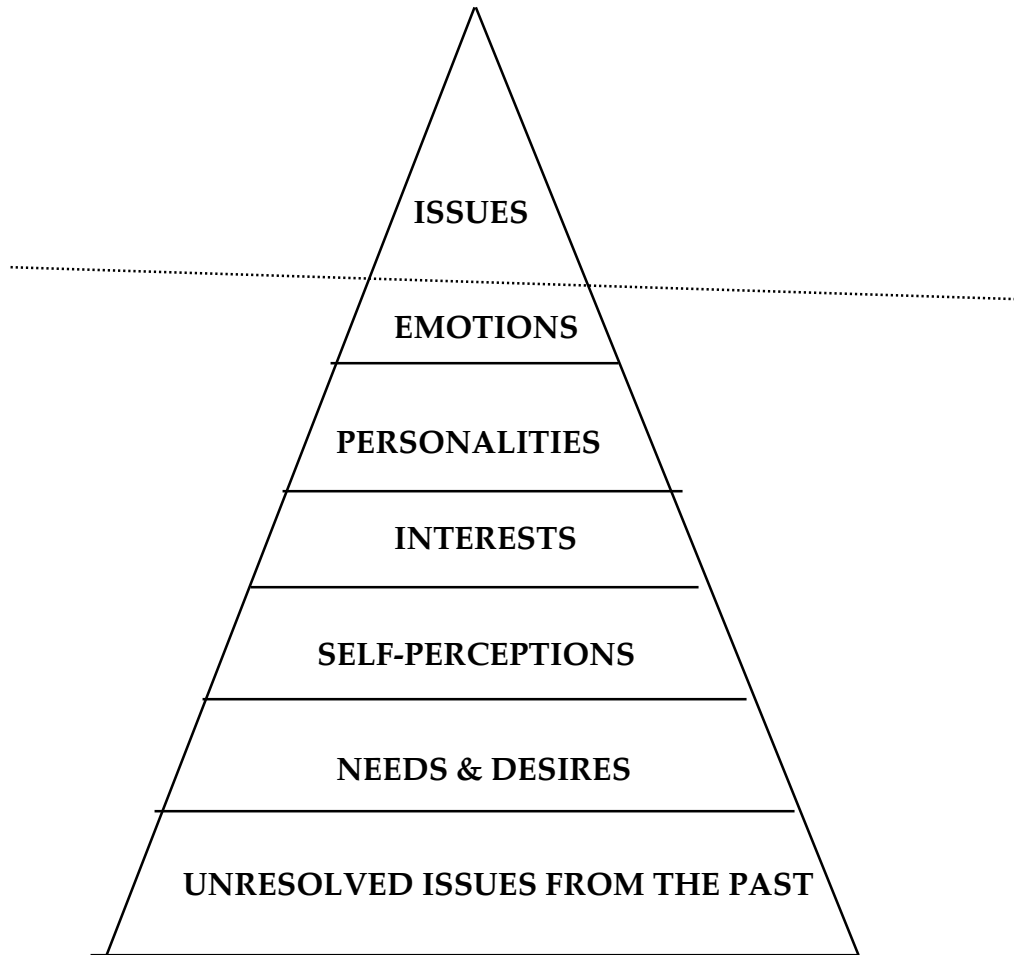 ISSUES
EMOTIONS
PERSONALITIES
INTERESTS
SELF-PERCEPTIONS
NEEDS & DESIRES
UNRESOLVED ISSUES FROM THE PAST